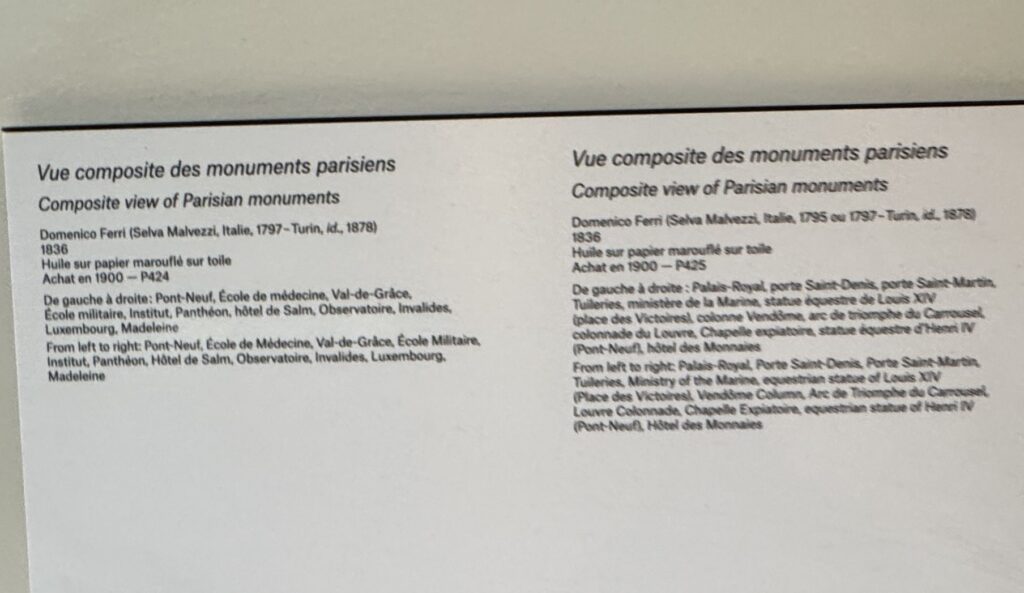 Vue composite des monuments parisiens
Composite view of Parisian monuments
Domenico Ferri (Selva Malvezzi, Italie, 1797–Turin, id., 1878)
1836
Huile sur papier marouflé sur toile
Achat en 1900 — P424
De gauche à droite : Pont-Neuf, École de médecine, Val-de-Grâce,
École militaire, Institut, Panthéon, hôtel de Salm, Observatoire, Invalides,
Luxembourg, Madeleine
From left to right: Pont-Neuf, École de Médecine, Val-de-Grâce, École Militaire,
Institut, Panthéon, Hôtel de Salm, Observatoire, Invalides, Luxembourg,
Madeleine
Vue composite des monuments parisiens
Composite view of Parisian monuments
Domenico Ferri (Selva Malvezzi, Italie, 1795 ou 1797–Turin, id., 1878)
1836
Huile sur papier marouflé sur toile
Achat en 1900 — P425
De gauche à droite : Palais-Royal, porte Saint-Denis, porte Saint-Martin,
Tuileries, ministère de la Marine, statue équestre de Louis XIV
(place des Victoires), colonne Vendôme, arc de triomphe du Carrousel,
colonnade du Louvre, Chapelle expiatoire, statue équestre d'Henri IV
(Pont-Neuf), hôtel des Monnaies
From left to right: Palais-Royal, Porte Saint-Denis, Porte Saint-Martin,
Tuileries, Ministry of the Marine, equestrian statue of Louis XIV
(Place des Victoires), Vendôme Column, Arc de Triomphe du Carrousel,
Louvre Colonnade, Chapelle Expiatoire, equestrian statue of Henri IV
(Pont-Neuf), Hôtel des Monnaies